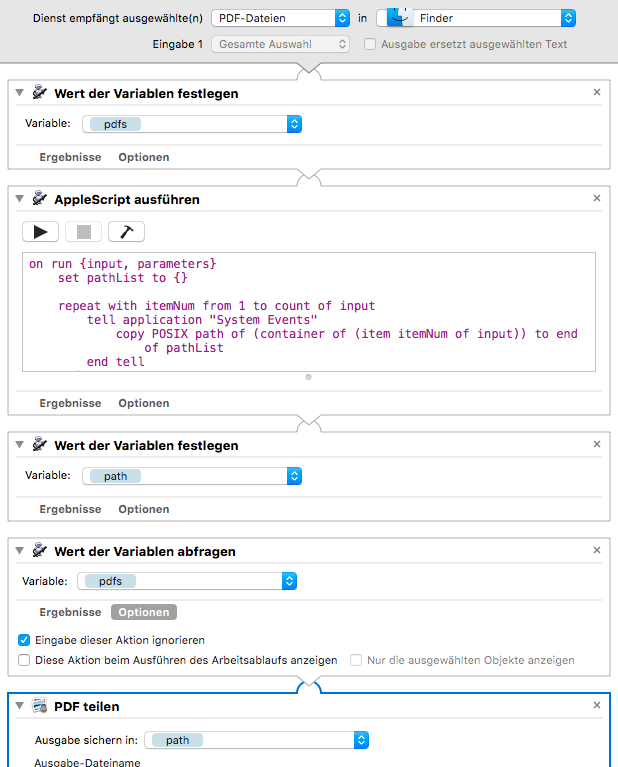 Dienst empfängt ausgewählte(n) PDF-Dateien in Finder
Eingabe 1 Gesamte Auswahl Ausgabe ersetzt ausgewählten Text
Wert der Variablen festlegen
Variable: pdfs
Ergebnisse Optionen
AppleScript ausführen
on run {input, parameters}
set pathList to {}
repeat with itemNum from 1 to count of input
tell application "System Events"
copy POSIX path of (container of (item itemNum of input)) to end
of pathList
end tell
Ergebnisse Optionen
Wert der Variablen festlegen
Variable: path
Ergebnisse Optionen
Wert der Variablen abfragen
Variable: pdfs
Ergebnisse Optionen
Eingabe dieser Aktion ignorieren
Diese Aktion beim Ausführen des Arbeitsablaufs anzeigen Nur die ausgewählten Objekte anzeigen
PDF teilen
Ausgabe sichern in: path
Ausgabe-Dateiname